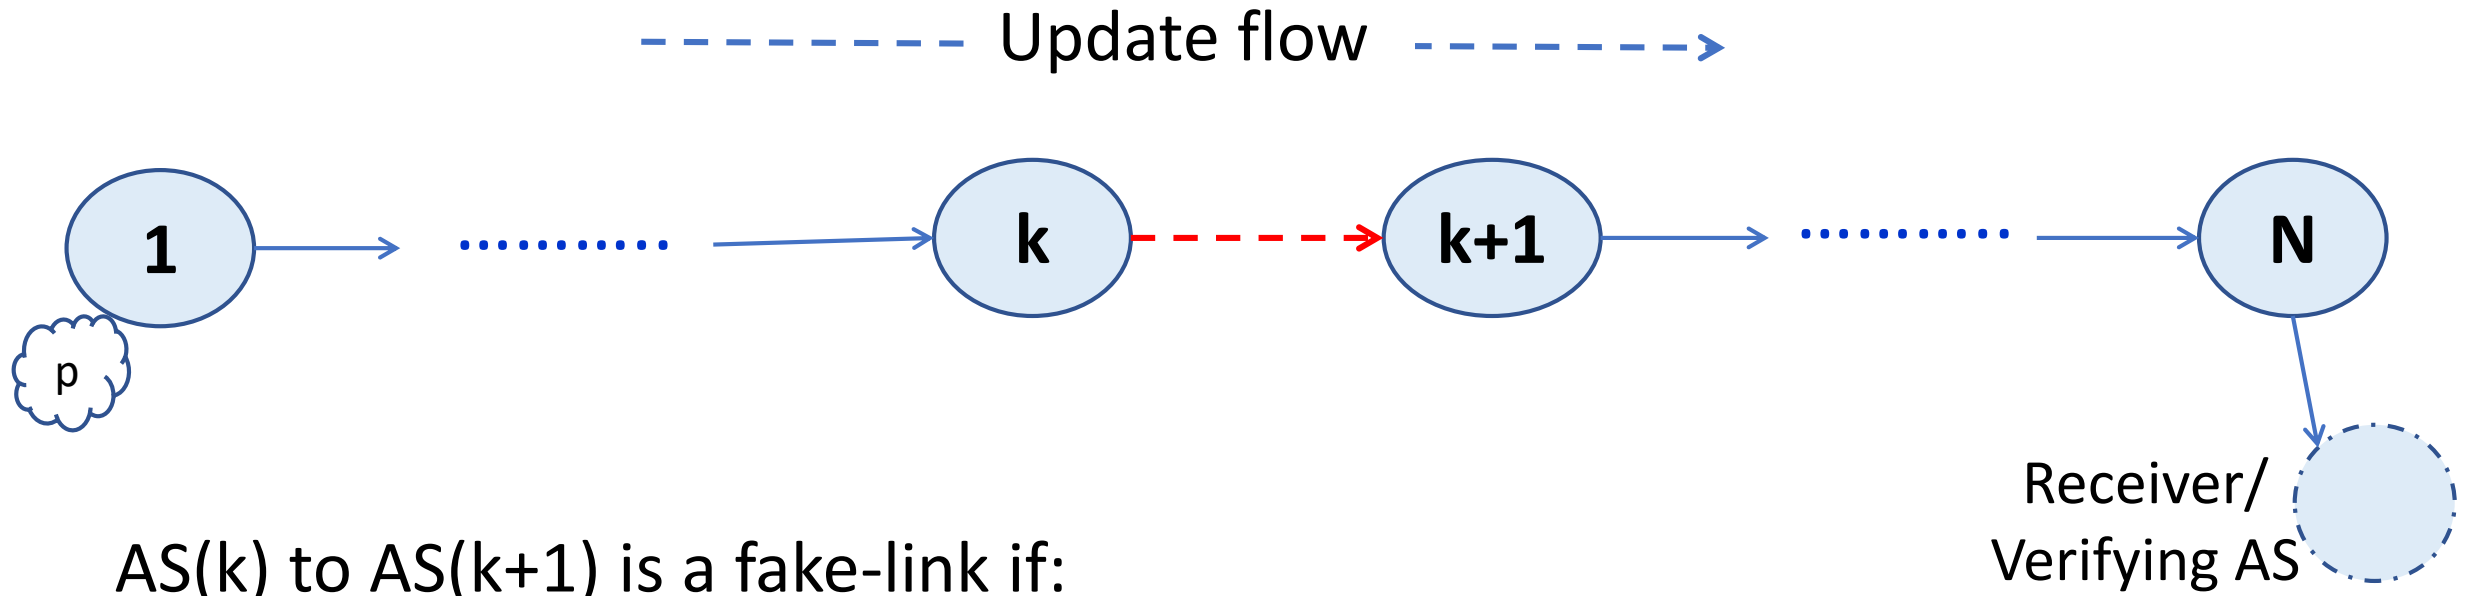 Update flow
1
k
k+1
N
p
Receiver/
Verifying AS
AS(k) to AS(k+1) is a fake-link if: